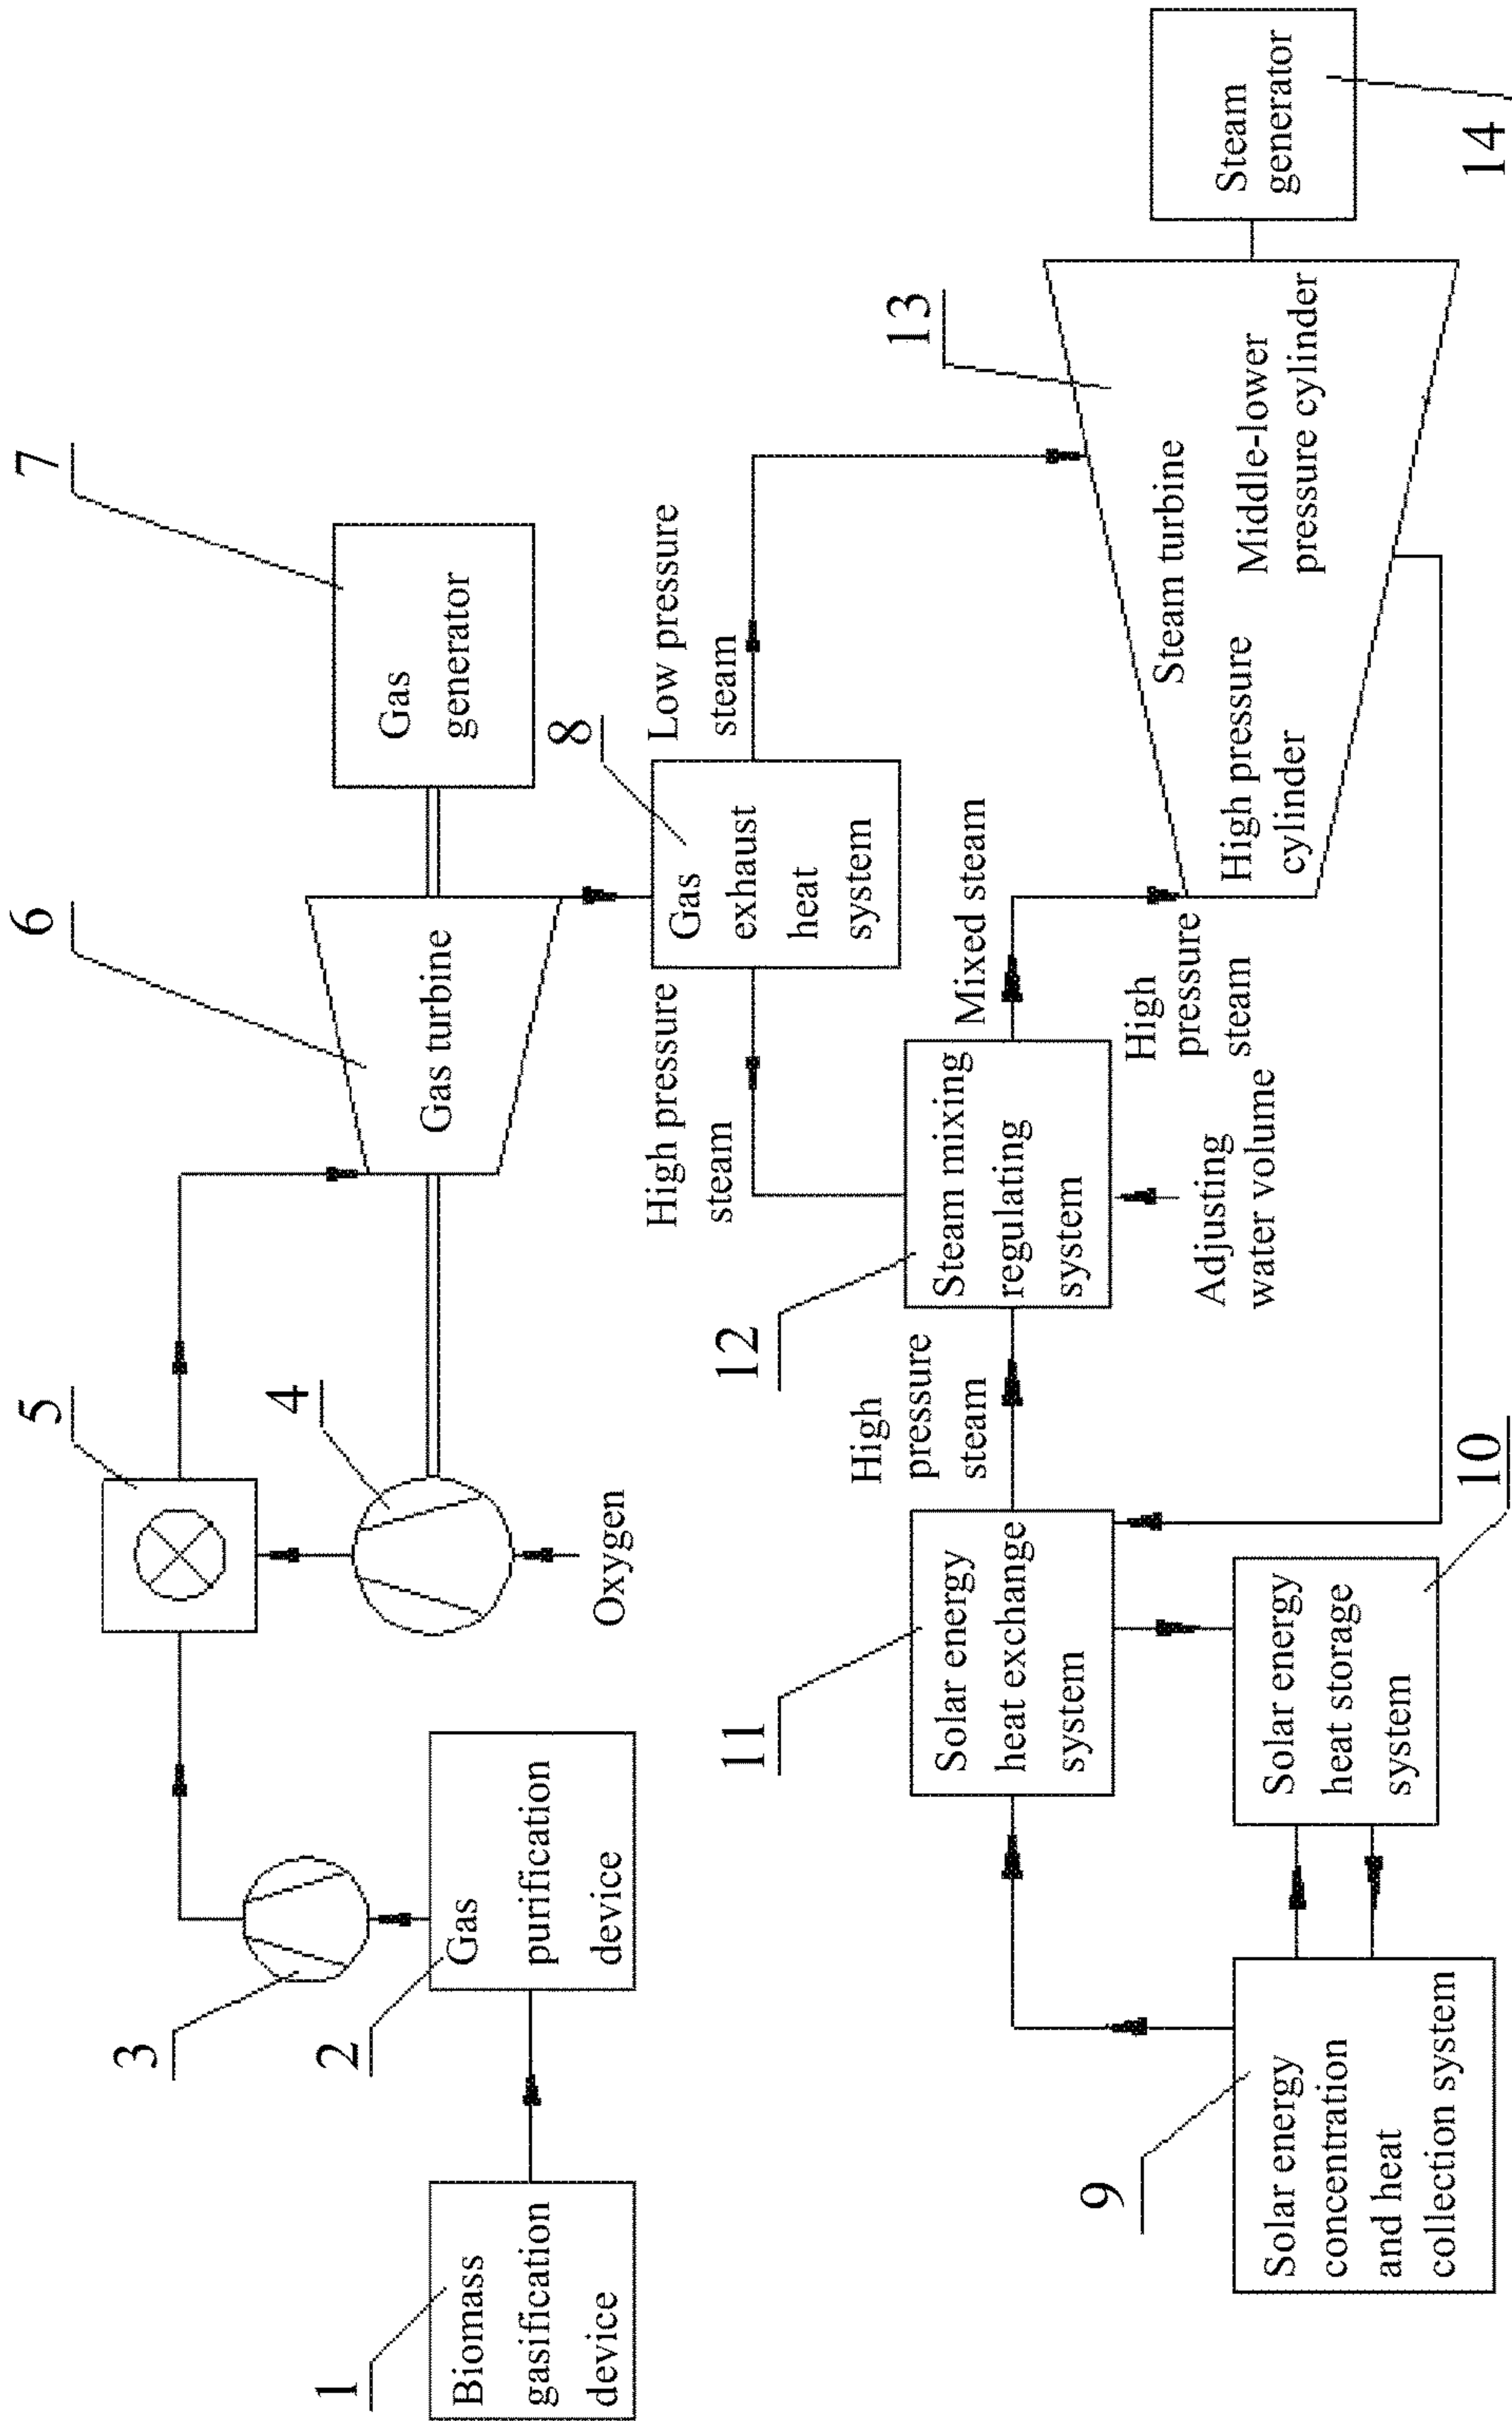 1
Biomass
gasification
device
2
Gas
purification
device
3
4
Oxygen
5
6
Gas turbine
7
Gas
generator
8
Gas
exhaust
heat
system
High pressure
steam
Low pressure
steam
9
Solar energy
concentration
and heat
collection system
10
Solar energy
heat storage
system
11
Solar energy
heat exchange
system
High
pressure
steam
12
Steam mixing
regulating
system
Adjusting
water volume
Mixed steam
High
pressure
steam
13
Steam turbine
High pressure
cylinder
Middle-lower
pressure cylinder
14
Steam
generator